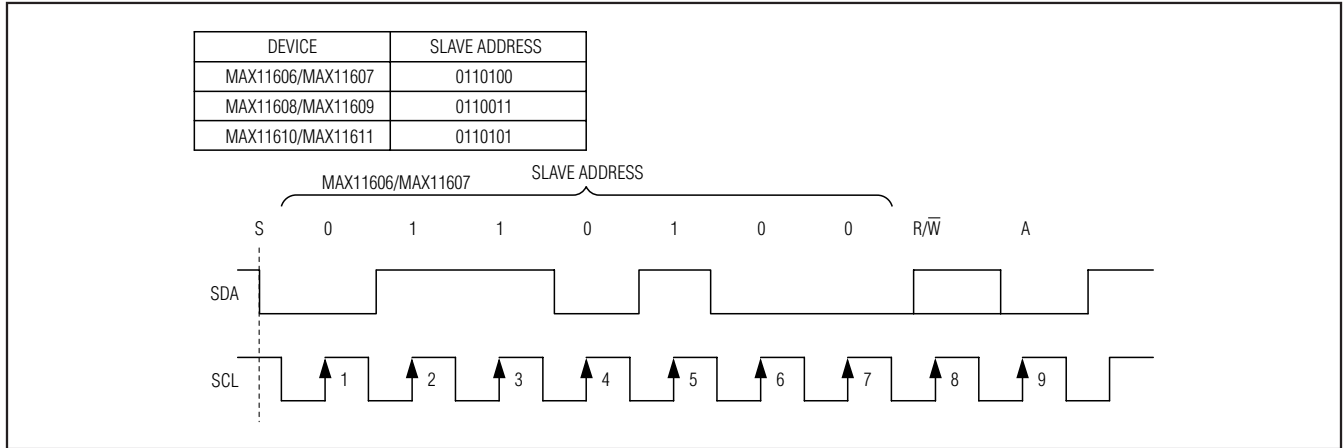 DEVICE SLAVE ADDRESS
MAX11606/MAX11607 0110100
MAX11608/MAX11609 0110011
MAX11610/MAX11611 0110101
MAX11606/MAX11607 SLAVE ADDRESS
S 0 1 1 0 1 0 0 R/W̅ A
SDA
SCL 1 2 3 4 5 6 7 8 9